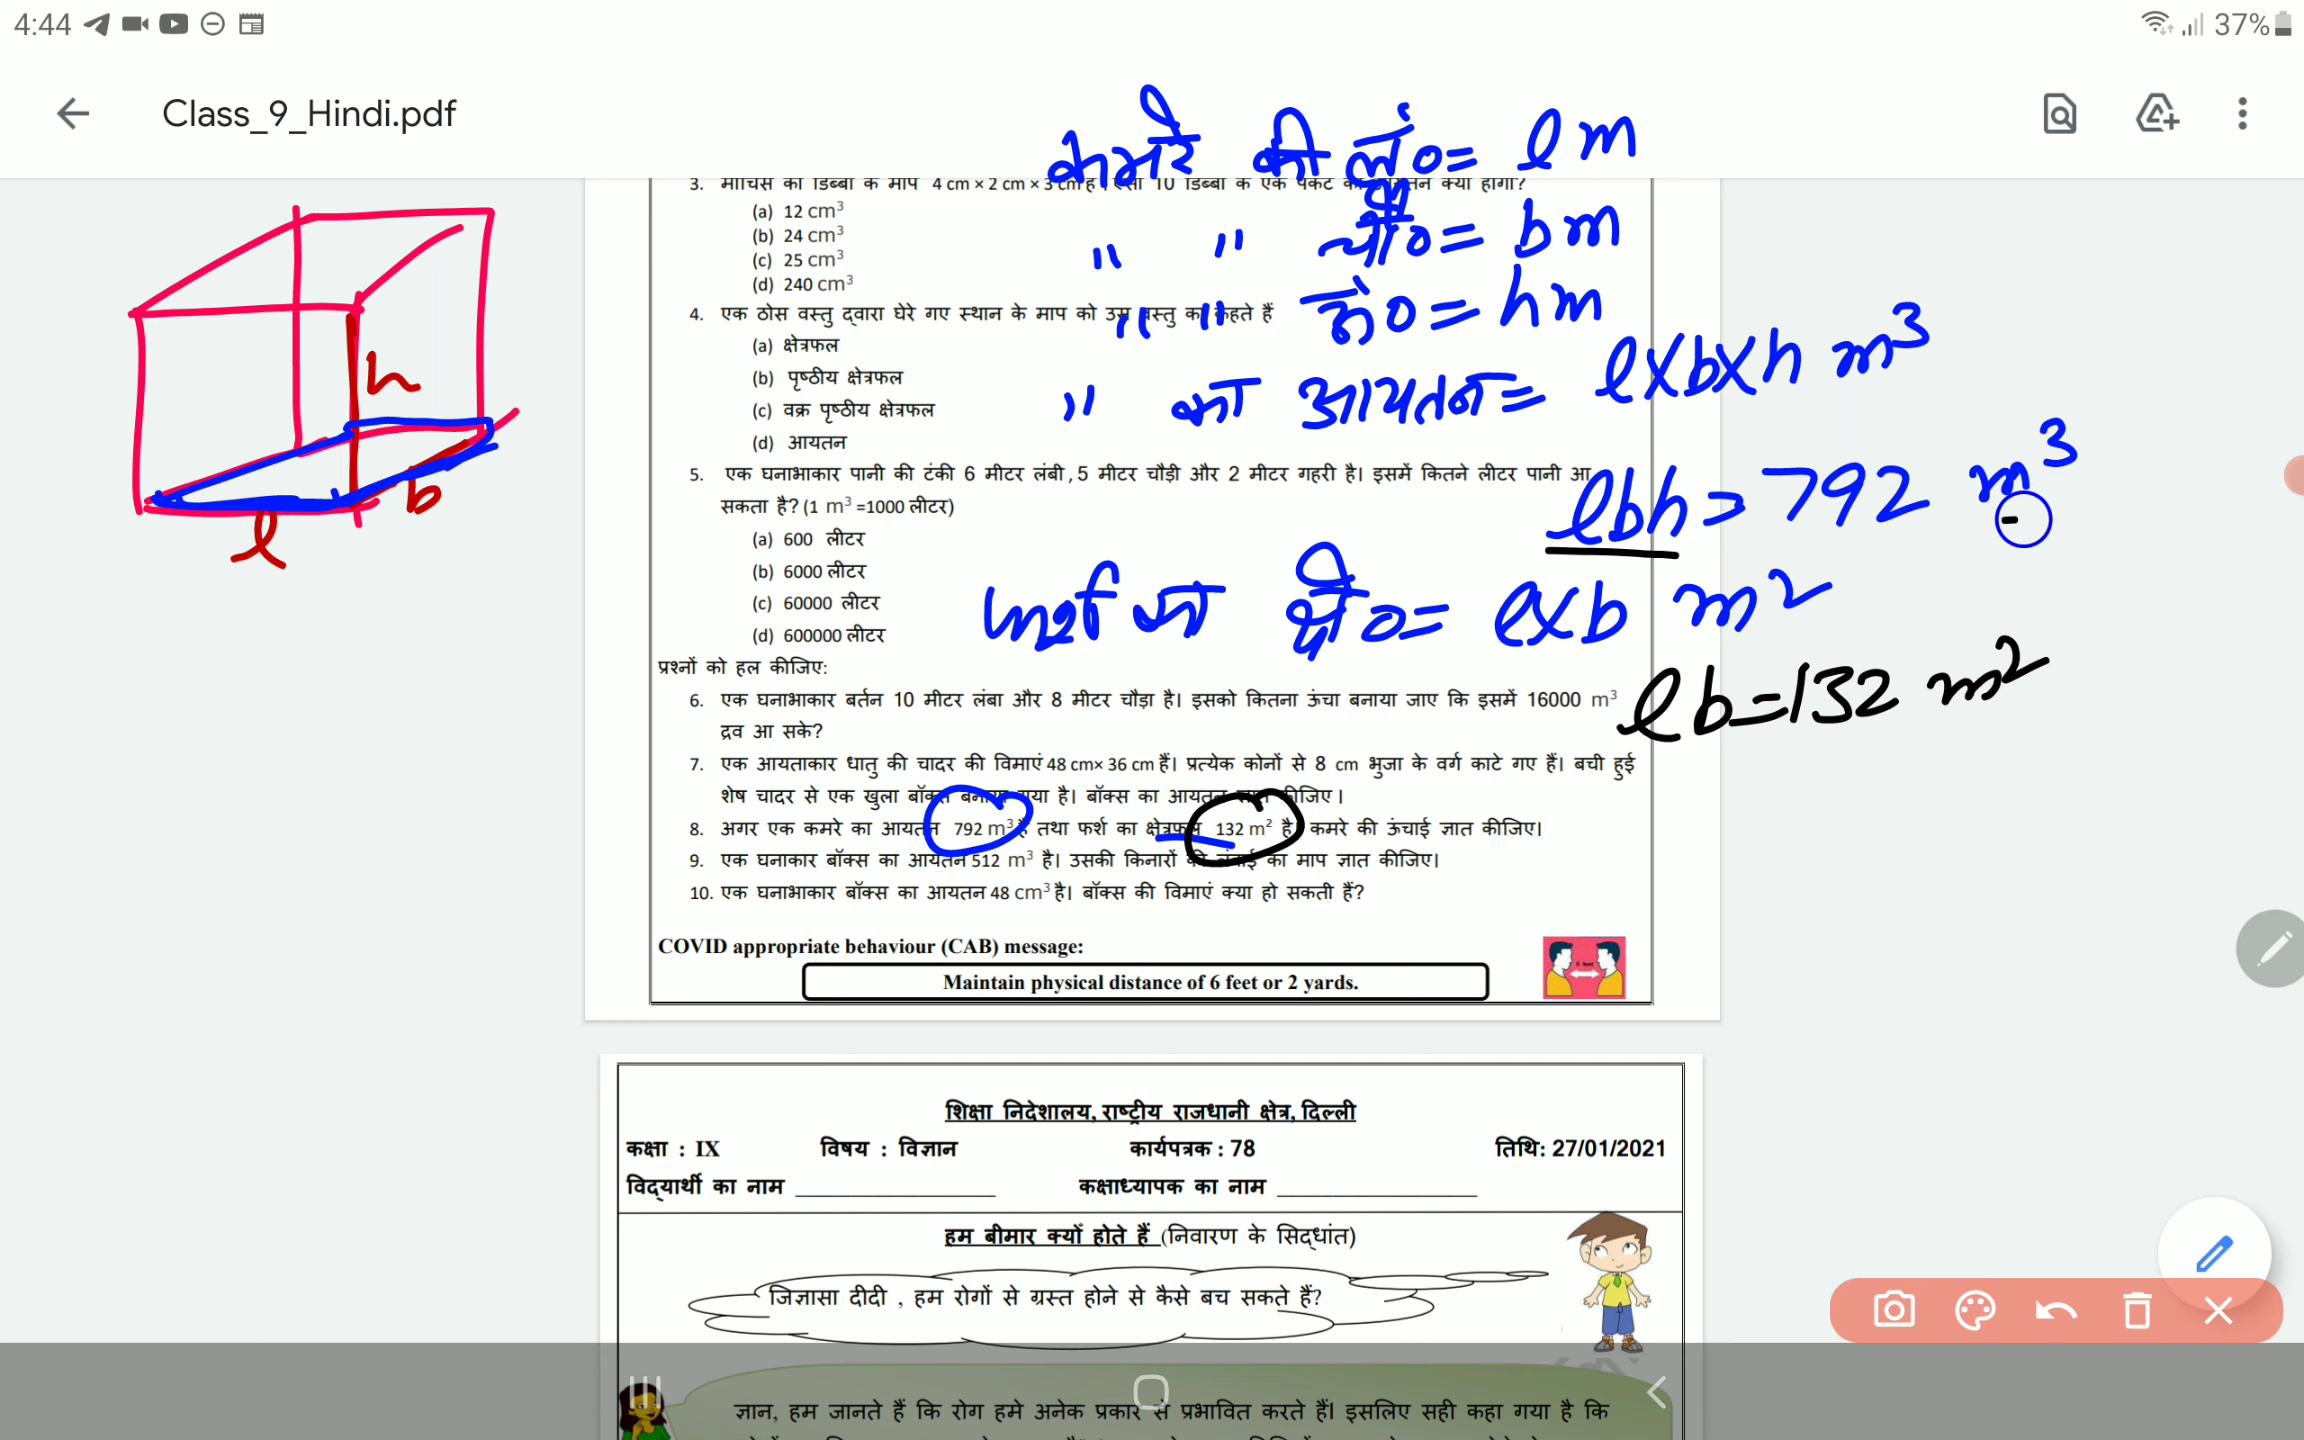 4:44
37%
Class_9_Hindi.pdf
कमरे की लं० = l m
3. माचिस की डिब्बी के माप 4 cm × 2 cm × 3 cm है 10 डिब्बी के एक पैकेट का क्या होगा?
(a) 12 cm³
(b) 24 cm³
(c) 25 cm³
(d) 240 cm³
" " चौ० = b m
4. एक ठोस वस्तु द्वारा घेरे गए स्थान के माप को उस वस्तु का कहते हैं
" " ऊं० = h m
(a) क्षेत्रफल
(b) पृष्ठीय क्षेत्रफल
(c) वक्र पृष्ठीय क्षेत्रफल
(d) आयतन
" का आयतन = l×b×h m³
h
5. एक घनाभाकार पानी की टंकी 6 मीटर लंबी, 5 मीटर चौड़ी और 2 मीटर गहरी है। इसमें कितने लीटर पानी आ
सकता है? (1 m³ =1000 लीटर)
lbh = 792 m³
b
l
(a) 600 लीटर
(b) 6000 लीटर
(c) 60000 लीटर
(d) 600000 लीटर
फर्श का क्षे० = l×b m²
प्रश्नों को हल कीजिए:
6. एक घनाभाकार बर्तन 10 मीटर लंबा और 8 मीटर चौड़ा है। इसको कितना ऊंचा बनाया जाए कि इसमें 16000 m³
द्रव आ सके?
lb = 132 m²
7. एक आयताकार धातु की चादर की विमाएं 48 cm× 36 cm हैं। प्रत्येक कोनों से 8 cm भुजा के वर्ग काटे गए हैं। बची हुई
शेष चादर से एक खुला बॉक्स बनाया गया है। बॉक्स का आयतन ज्ञात कीजिए।
8. अगर एक कमरे का आयतन 792 m³ है तथा फर्श का क्षेत्रफल 132 m² है। कमरे की ऊंचाई ज्ञात कीजिए।
9. एक घनाकार बॉक्स का आयतन 512 m³ है। उसकी किनारों की लंबाई का माप ज्ञात कीजिए।
10. एक घनाभाकार बॉक्स का आयतन 48 cm³ है। बॉक्स की विमाएं क्या हो सकती हैं?
COVID appropriate behaviour (CAB) message:
Maintain physical distance of 6 feet or 2 yards.
शिक्षा निदेशालय, राष्ट्रीय राजधानी क्षेत्र, दिल्ली
कक्षा : IX विषय : विज्ञान कार्यपत्रक : 78 तिथि: 27/01/2021
विद्यार्थी का नाम ________________ कक्षाध्यापक का नाम ________________
हम बीमार क्यों होते हैं (निवारण के सिद्धांत)
जिज्ञासा दीदी , हम रोगों से ग्रस्त होने से कैसे बच सकते हैं?
ज्ञान, हम जानते हैं कि रोग हमे अनेक प्रकार से प्रभावित करते हैं। इसलिए सही कहा गया है कि